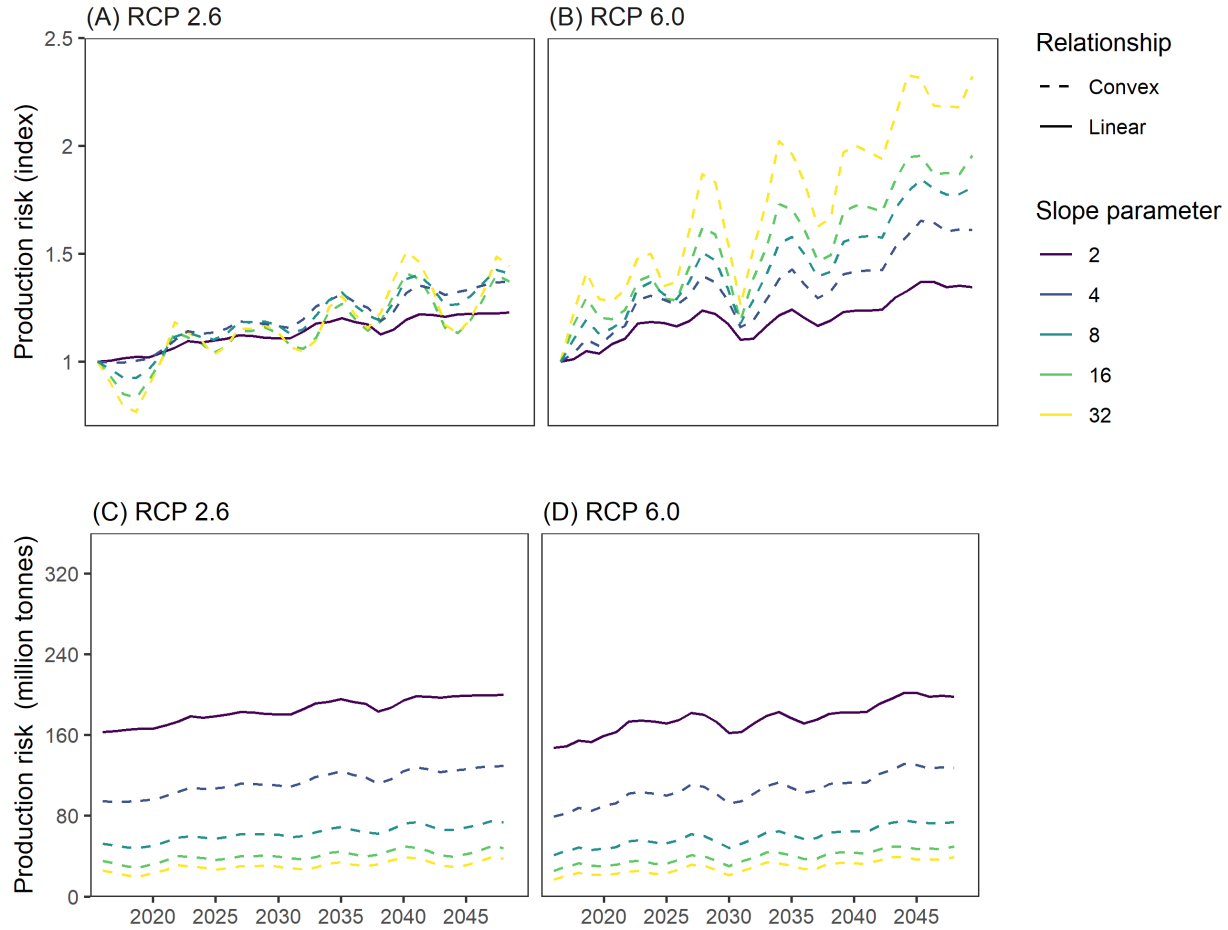 (A) RCP 2.6
(B) RCP 6.0
Production risk (index)
2.5
2
1.5
1
Relationship
Convex
Linear
Slope parameter
2
4
8
16
32
(C) RCP 2.6
(D) RCP 6.0
Production risk (million tonnes)
320
240
160
80
0
2020 2025 2030 2035 2040 2045
2020 2025 2030 2035 2040 2045